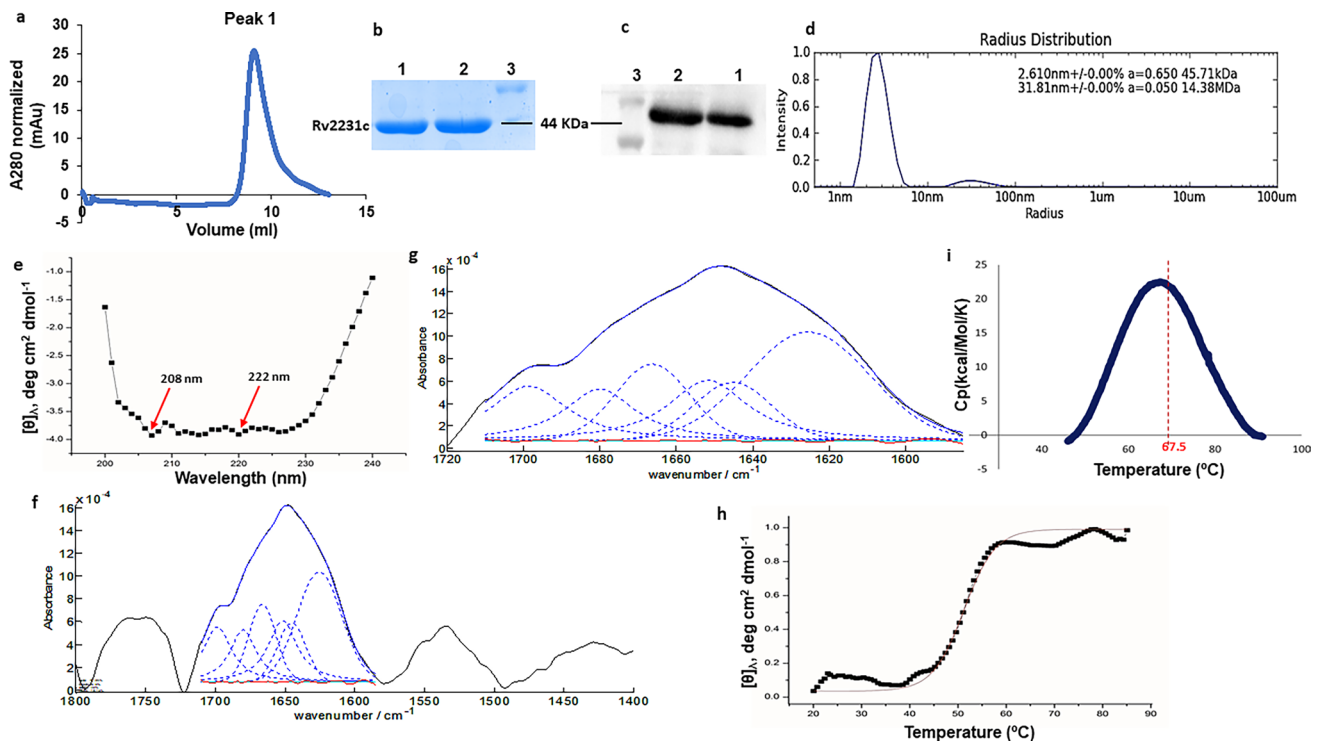 a
Peak 1
A280 normalized
(mAu)
30
25
20
15
10
5
0
-5
0
5
10
15
Volume (ml)
b
1 2 3
Rv2231c
44 KDa
c
3 2 1
d
Radius Distribution
2.610nm+/-0.00% a=0.650 45.71kDa
31.81nm+/-0.00% a=0.050 14.38MDa
Intensity
1.0
0.8
0.6
0.4
0.2
0.0
1nm 10nm 100nm 1um 10um 100um
Radius
e
[θ]λ, deg cm2 dmol-1
-1.0
-1.5
-2.0
-2.5
-3.0
-3.5
-4.0
208 nm
222 nm
200 210 220 230 240
Wavelength (nm)
g
× 10-4
16
14
12
10
8
6
4
2
0
Absorbance
1720 1700 1680 1660 1640 1620 1600
wavenumber / cm-1
i
Cp(kcal/Mol/K)
25
20
15
10
5
0
-5
40 60 80 100
67.5
Temperature (ºC)
f
× 10-4
16
14
12
10
8
6
4
2
0
Absorbance
1800 1750 1700 1650 1600 1550 1500 1450 1400
wavenumber / cm-1
h
[θ]λ, deg cm2 dmol-1
1.0
0.8
0.6
0.4
0.2
0.0
20 30 40 50 60 70 80 90
Temperature (ºC)